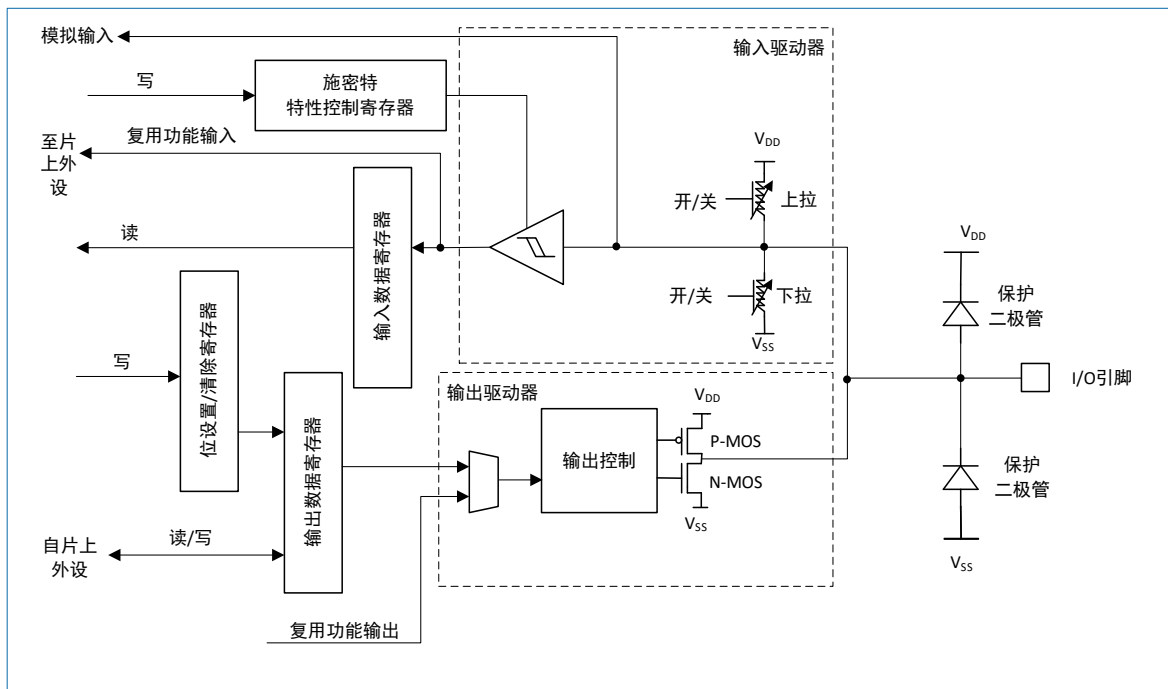 模拟输入
输入驱动器
写
施密特
特性控制寄存器
复用功能输入
至片
上外
设
VDD
开/关
上拉
读
输入数据寄存器
VDD
开/关
下拉
保护
二极管
VSS
写
位设置/清除寄存器
I/O引脚
输出驱动器
VDD
P-MOS
输出数据寄存器
输出控制
N-MOS
保护
二极管
VSS
读/写
自片上
外设
VSS
复用功能输出